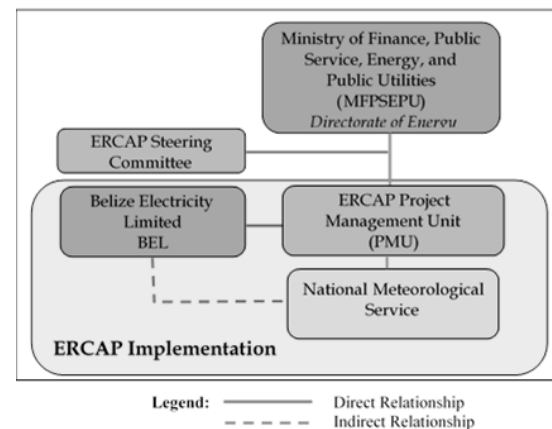 Ministry of Finance, Public
Service, Energy, and
Public Utilities
(MFPSEPU)
Directorate of Energy
ERCAP Steering
Committee
Belize Electricity
Limited
BEL
ERCAP Project
Management Unit
(PMU)
National Meteorological
Service
ERCAP Implementation
Legend:
Direct Relationship
Indirect Relationship